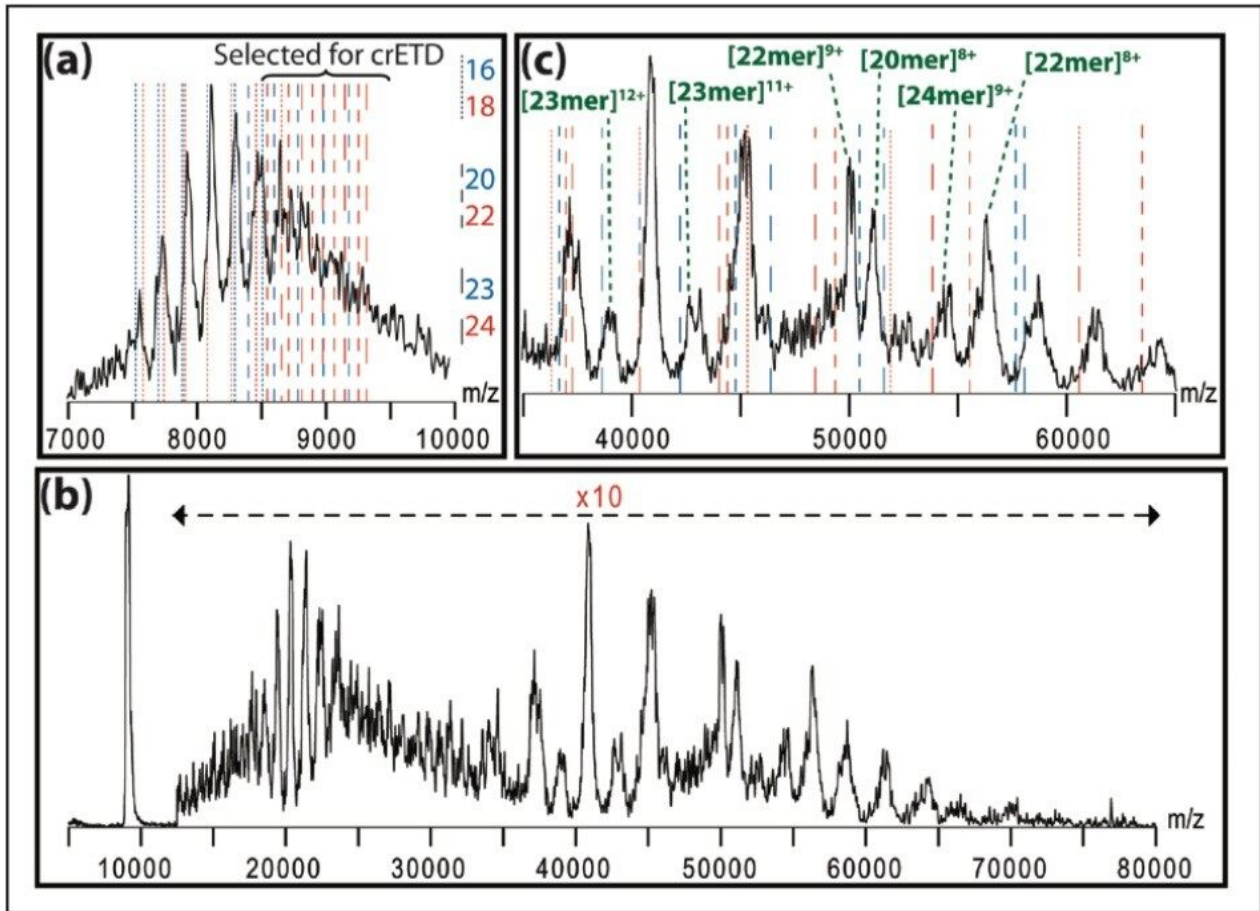 (a)
Selected for crETD
16
18
20
22
23
24
m/z
7000 8000 9000 10000
(c)
[22mer]9+ [20mer]8+ [22mer]8+
[23mer]12+ [23mer]11+ [24mer]9+
m/z
40000 50000 60000
(b)
x10
m/z
10000 20000 30000 40000 50000 60000 70000 80000